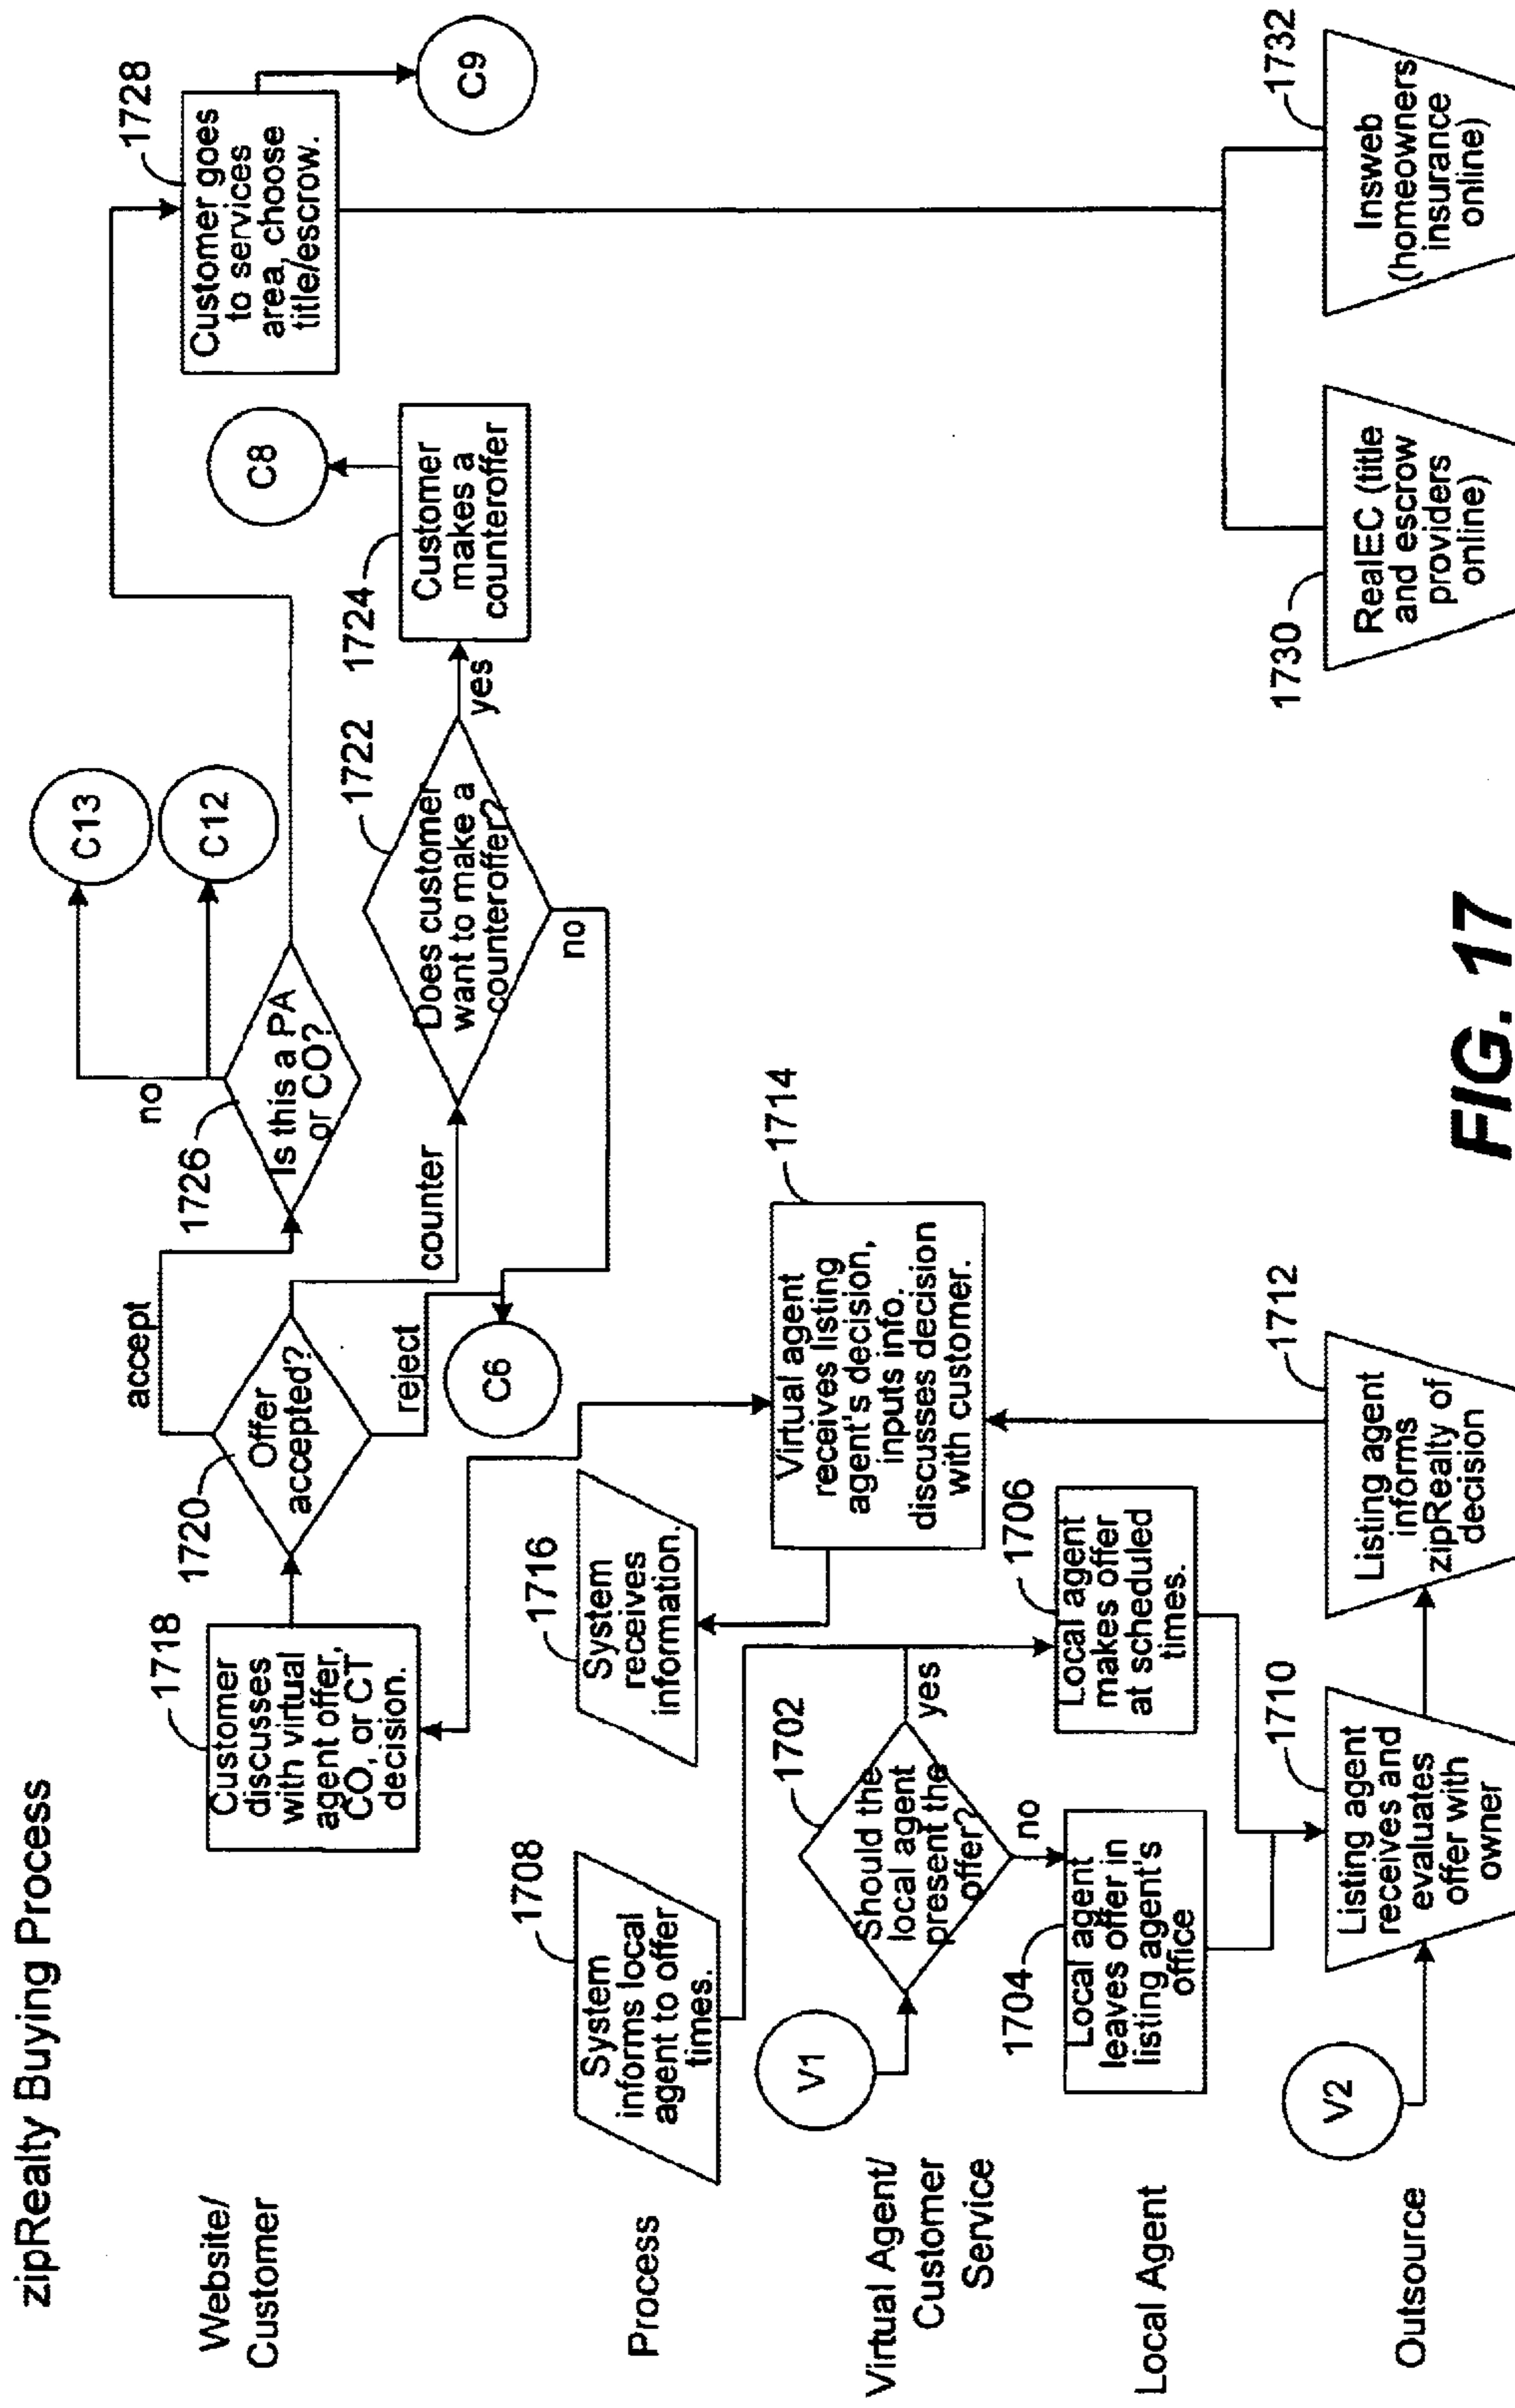 zipRealty Buying Process
Website/
Customer
1718
Customer
discusses
with virtual
agent offer,
CO, or CT
decision.
1720
Offer
accepted?
accept
reject
counter
C6
1726
Is this a PA
or CO?
no
C13
C12
1722
Does customer
want to make a
counteroffer?
yes
no
1724
Customer
makes a
counteroffer
C8
1728
Customer goes
to services
area, choose
title/escrow.
C9
Process
1708
System
informs local
agent to offer
times.
1716
System
receives
information.
Virtual Agent/
Customer
Service
V1
1702
Should the
local agent
present the
offer?
yes
no
1714
Virtual agent
receives listing
agent's decision,
inputs info.
discusses decision
with customer.
Local Agent
1704
Local agent
leaves offer in
listing agent's
office
1706
Local agent
makes offer
at scheduled
times.
Outsource
V2
1710
Listing agent
receives and
evaluates
offer with
owner
1712
Listing agent
informs
zipRealty of
decision
1730
RealEC (title
and escrow
providers
online)
1732
Insweb
(homeowners
insurance
online)
FIG. 17